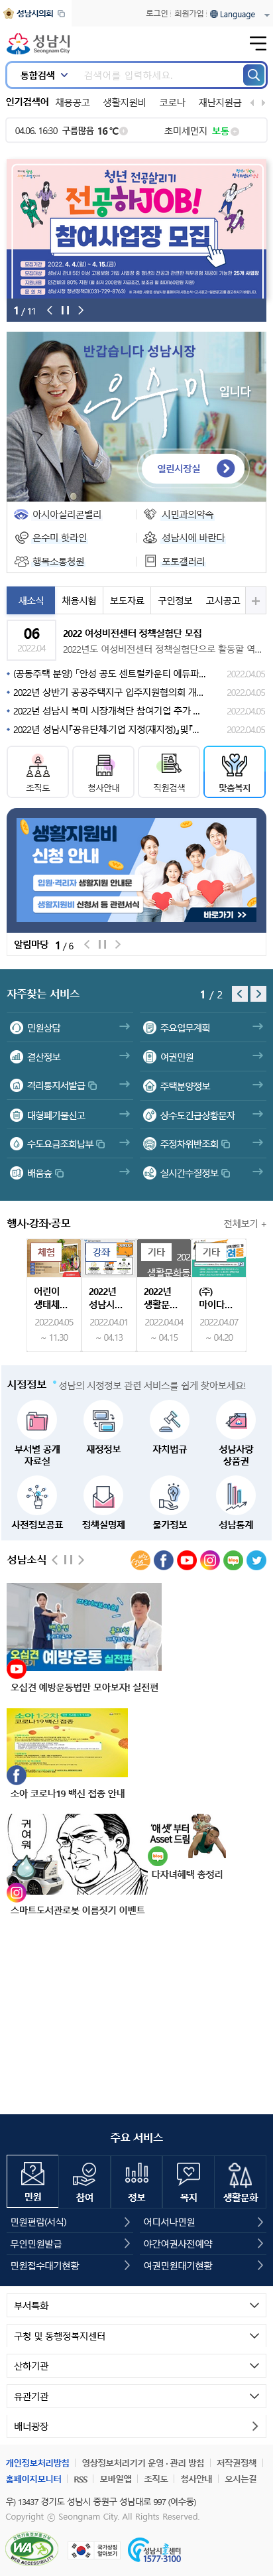 성남시의회
로그인 회원가입 Language
성남시
Seongnam City
통합검색 검색어를 입력하세요.
인기검색어 채용공고 생활지원비 코로나 재난지원금
04.06. 16:30 구름많음 16℃ 초미세먼지 보통
청년 전공살리기
전공하JOB!
참여사업장 모집
1 / 11
반갑습니다 성남시장
은수미 입니다
열린시장실
아시아실리콘밸리 시민과의약속
은수미 핫라인 성남시에 바란다
행복소통청원 포토갤러리
새소식 채용시험 보도자료 구인정보 고시공고
06
2022.04
2022 여성비전센터 정책실험단 모집
2022년도 여성비전센터 정책실험단으로 활동할 역...
(공동주택 분양) 「안성 공도 센트럴카운티 에듀파... 2022.04.05
2022년 상반기 공공주택지구 입주지원협의회 개... 2022.04.05
2022년 성남시 북미 시장개척단 참여기업 추가 ... 2022.04.05
2022년 성남시「공유단체·기업 지정(재지정)」및「... 2022.04.05
조직도 청사안내 직원검색 맞춤복지
생활지원비
신청 안내
입원·격리자 생활지원 안내문
생활지원비 신청서 등 관련서식
바로가기 >>
알림마당 1 / 6
자주찾는 서비스 1 / 2
민원상담 주요업무계획
결산정보 여권민원
격리통지서발급 주택분양정보
대형폐기물신고 상수도긴급상황문자
수도요금조회납부 주정차위반조회
배움숲 실시간수질정보
행사·강좌·공모 전체보기 +
체험 강좌 기타 기타
어린이 생태체... 2022.04.05 ~ 11.30
2022년 성남시... 2022.04.01 ~ 04.13
2022년 생활문... 2022.04.04 ~ 04.15
(주) 마이다... 2022.04.07 ~ 04.20
시정정보 * 성남의 시정정보 관련 서비스를 쉽게 찾아보세요!
부서별 공개 자료실 재정정보 자치법규 성남사랑 상품권
사전정보공표 정책실명제 물가정보 성남통계
성남소식
오십견
예방운동법 실전편
오십견 예방운동법만 모아보자! 실전편
소아 1·2차
코로나19 백신 접종
소아 코로나19 백신 접종 안내
귀여워
스마트도서관로봇 이름짓기 이벤트
'애 셋' 부터
Asset 드림
다자녀혜택 총정리
주요 서비스
민원 참여 정보 복지 생활문화
민원편람(서식) 어디서나민원
무인민원발급 야간여권사전예약
민원접수대기현황 여권민원대기현황
부서특화
구청 및 동행정복지센터
산하기관
유관기관
배너광장
개인정보처리방침 영상정보처리기기 운영·관리 방침 저작권정책
홈페이지모니터 RSS 모바일앱 조직도 청사안내 오시는길
우) 13437 경기도 성남시 중원구 성남대로 997 (여수동)
Copyright ⓒ Seongnam City. All Rights Reserved.
WA
WEB ACCESSIBILITY
국가상징 알아보기
성남시콜센터
1577-3100